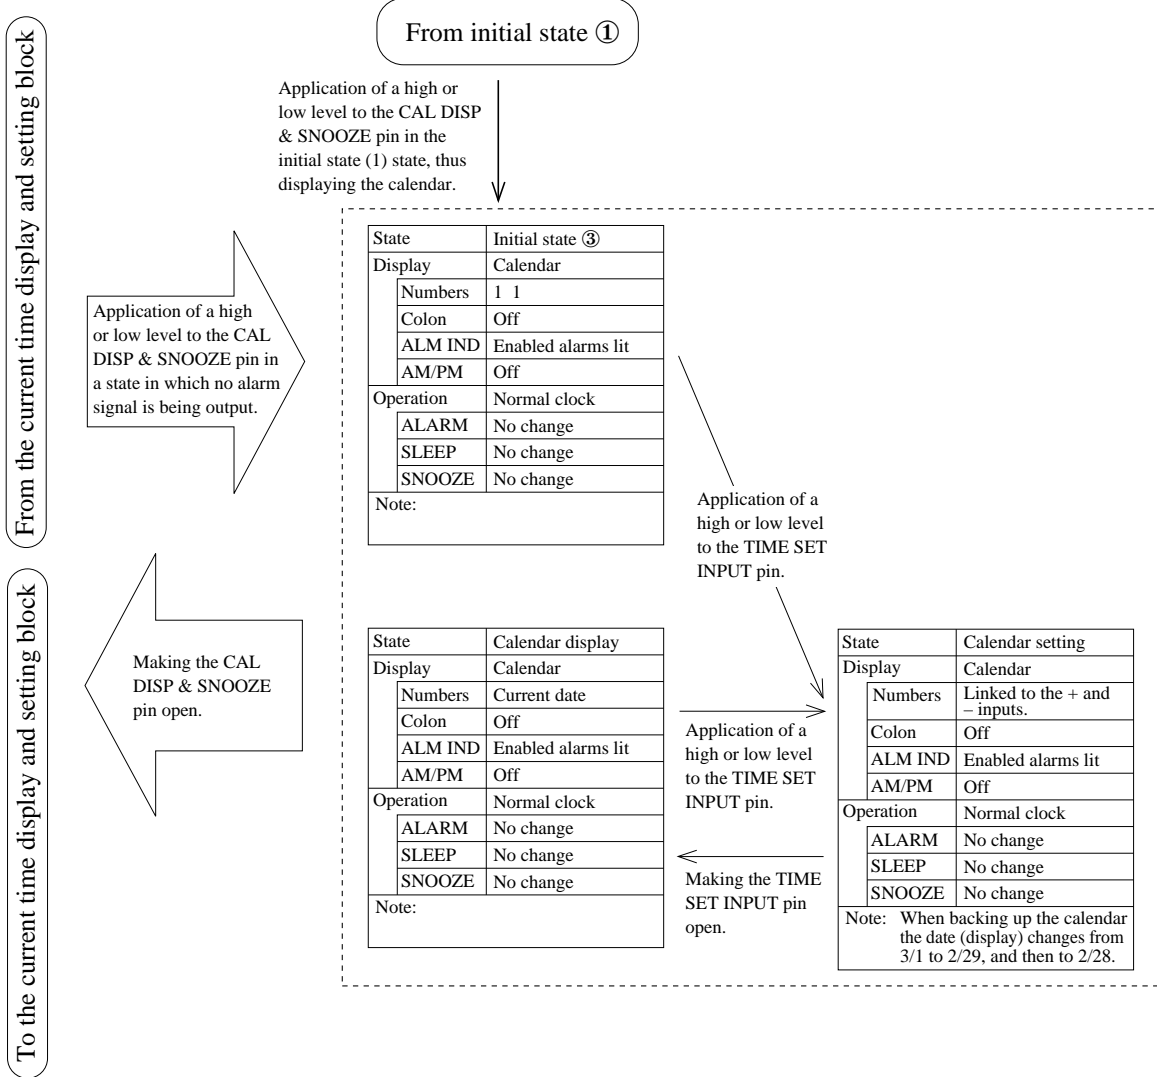 From the current time display and setting block
To the current time display and setting block
From initial state ①
Application of a high or
low level to the CAL DISP
& SNOOZE pin in the
initial state (1) state, thus
displaying the calendar.
Application of a high
or low level to the CAL
DISP & SNOOZE pin in
a state in which no alarm
signal is being output.
State Initial state ③
Display Calendar
Numbers 1 1
Colon Off
ALM IND Enabled alarms lit
AM/PM Off
Operation Normal clock
ALARM No change
SLEEP No change
SNOOZE No change
Note:
Application of a
high or low level
to the TIME SET
INPUT pin.
Making the CAL
DISP & SNOOZE
pin open.
State Calendar display
Display Calendar
Numbers Current date
Colon Off
ALM IND Enabled alarms lit
AM/PM Off
Operation Normal clock
ALARM No change
SLEEP No change
SNOOZE No change
Note:
Application of a
high or low level
to the TIME SET
INPUT pin.
Making the TIME
SET INPUT pin
open.
State Calendar setting
Display Calendar
Numbers Linked to the + and
– inputs.
Colon Off
ALM IND Enabled alarms lit
AM/PM Off
Operation Normal clock
ALARM No change
SLEEP No change
SNOOZE No change
Note: When backing up the calendar
the date (display) changes from
3/1 to 2/29, and then to 2/28.